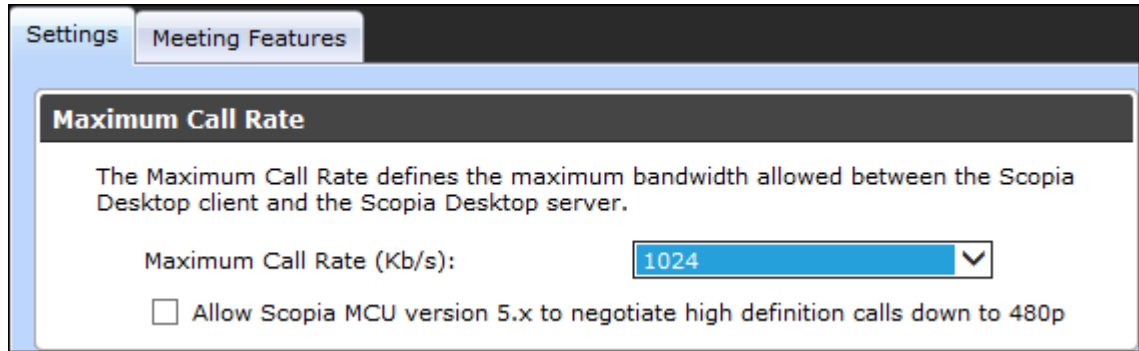 Settings
Meeting Features
Maximum Call Rate
The Maximum Call Rate defines the maximum bandwidth allowed between the Scopia
Desktop client and the Scopia Desktop server.
Maximum Call Rate (Kb/s): 1024
Allow Scopia MCU version 5.x to negotiate high definition calls down to 480p